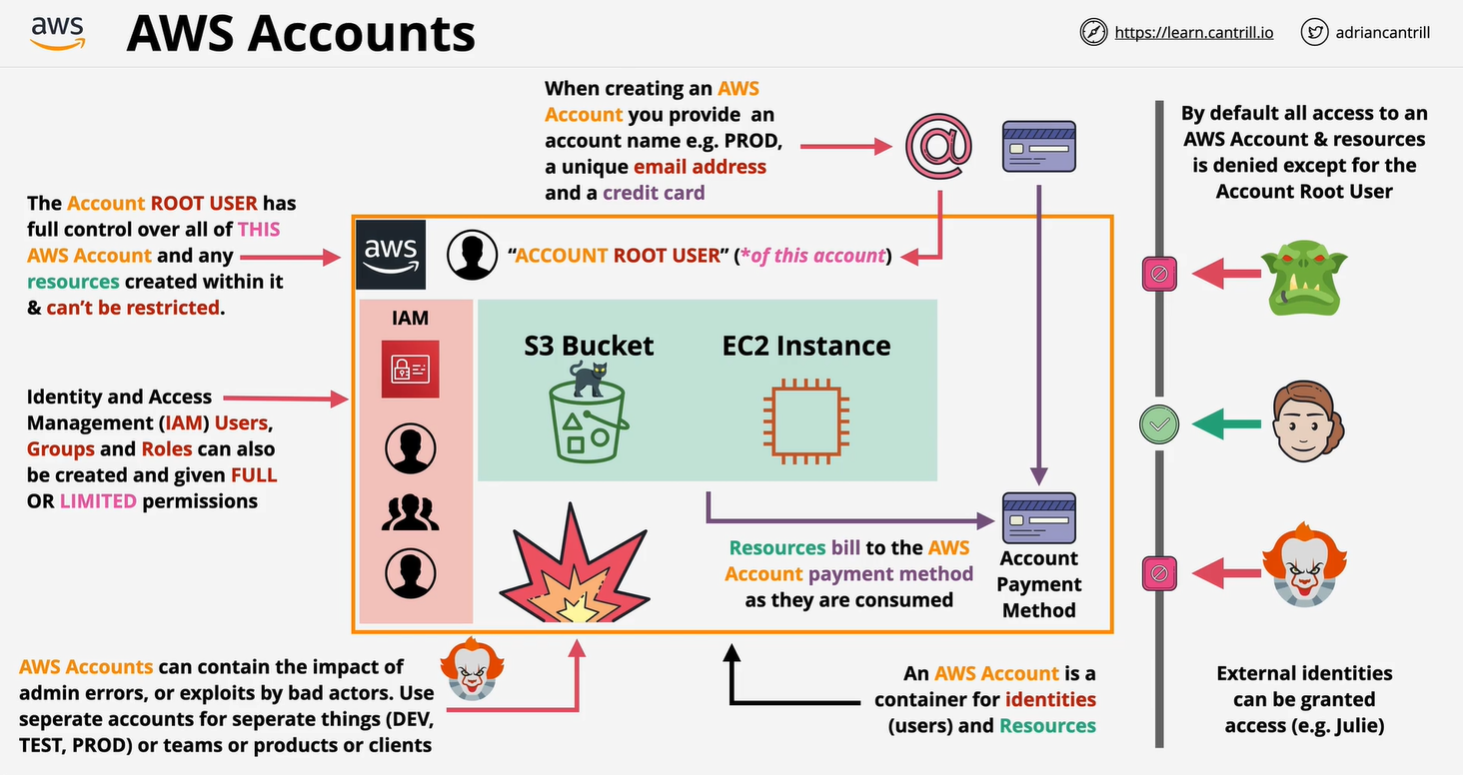 aws
AWS Accounts
https://learn.cantrill.io
adriancantrill
When creating an AWS
Account you provide an
account name e.g. PROD,
a unique email address
and a credit card
By default all access to an
AWS Account & resources
is denied except for the
Account Root User
The Account ROOT USER has
full control over all of THIS
AWS Account and any
resources created within it
& can't be restricted.
aws
“ACCOUNT ROOT USER” (*of this account)
IAM
S3 Bucket
EC2 Instance
Identity and Access
Management (IAM) Users,
Groups and Roles can also
be created and given FULL
OR LIMITED permissions
Resources bill to the AWS
Account payment method
as they are consumed
Account
Payment
Method
AWS Accounts can contain the impact of
admin errors, or exploits by bad actors. Use
seperate accounts for seperate things (DEV,
TEST, PROD) or teams or products or clients
An AWS Account is a
container for identities
(users) and Resources
External identities
can be granted
access (e.g. Julie)